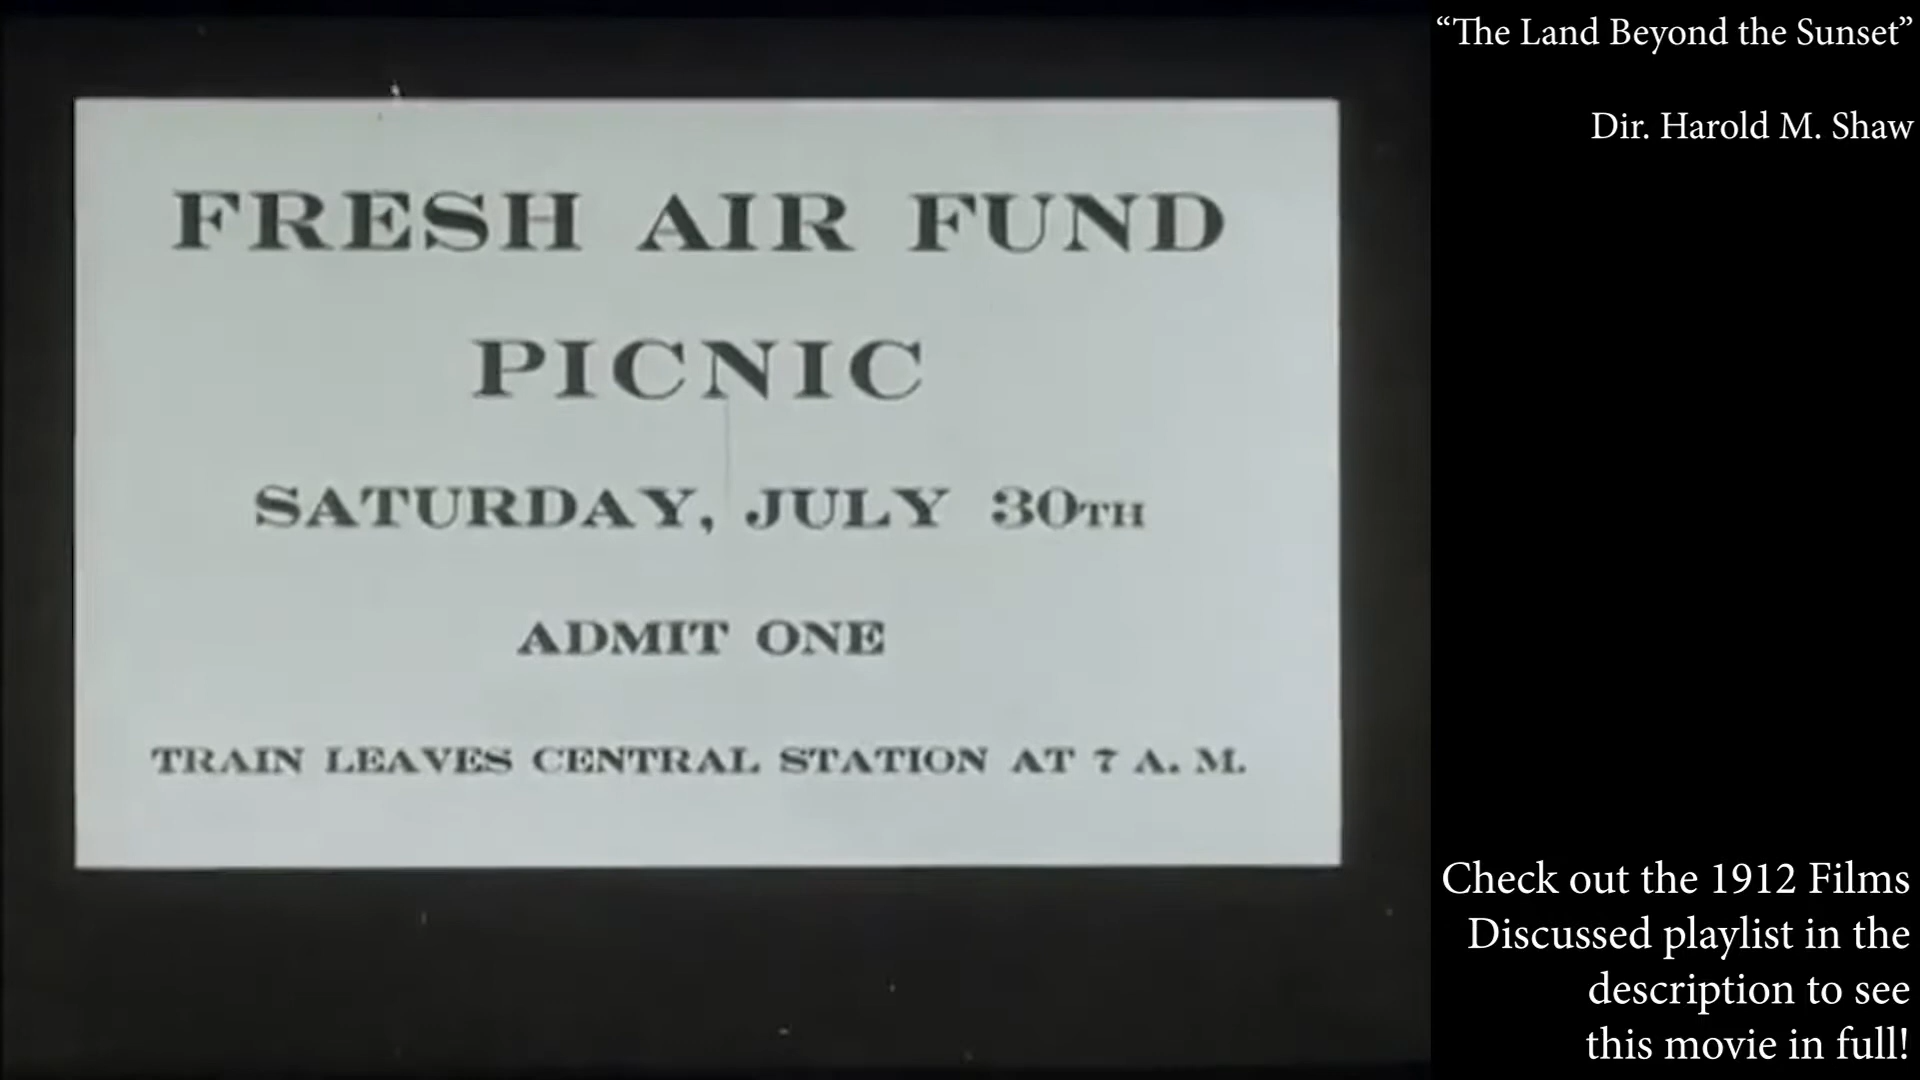 FRESH AIR FUND
PICNIC
SATURDAY, JULY 30TH
ADMIT ONE
TRAIN LEAVES CENTRAL STATION AT 7 A. M.
“The Land Beyond the Sunset”
Dir. Harold M. Shaw
Check out the 1912 Films
Discussed playlist in the
description to see
this movie in full!